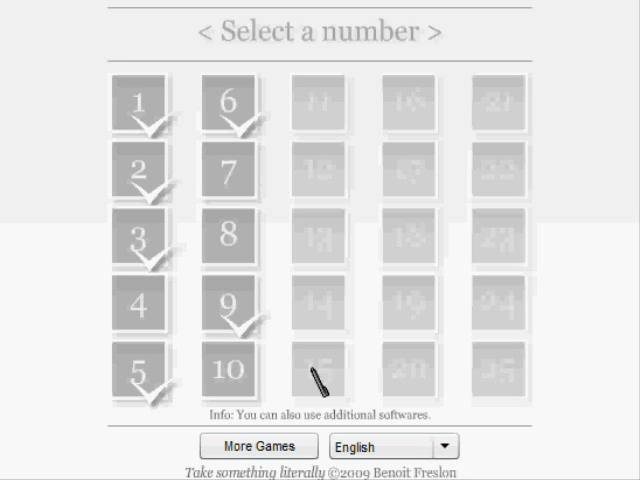 < Select a number >
1 6 11 16 21
2 7 12 17 22
3 8 13 18 23
4 9 14 19 24
5 10 15 20 25
Info: You can also use additional softwares.
More Games English
Take something literally ©2009 Benoit Freslon